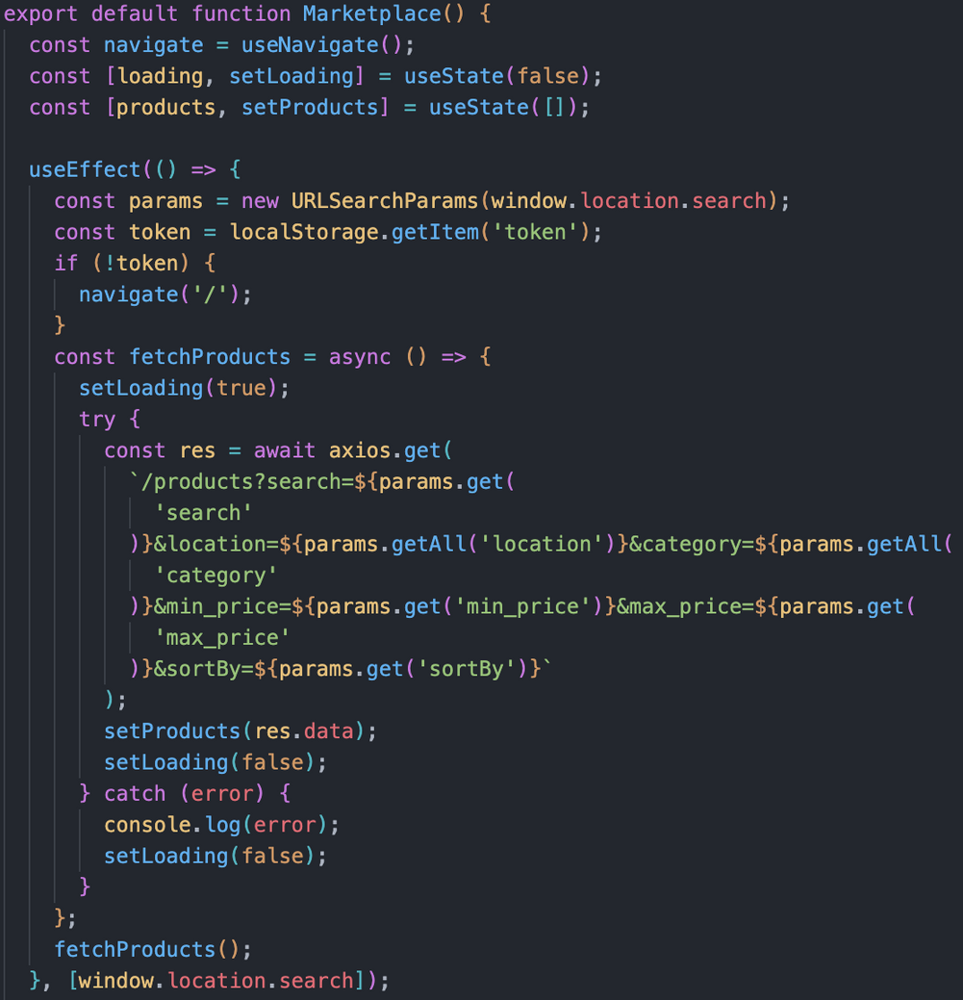 export default function Marketplace() {
  const navigate = useNavigate();
  const [loading, setLoading] = useState(false);
  const [products, setProducts] = useState([]);

  useEffect(() => {
    const params = new URLSearchParams(window.location.search);
    const token = localStorage.getItem('token');
    if (!token) {
      navigate('/');
    }
    const fetchProducts = async () => {
      setLoading(true);
      try {
        const res = await axios.get(
          `/products?search=${params.get(
            'search'
          )}&location=${params.getAll('location')}&category=${params.getAll(
            'category'
          )}&min_price=${params.get('min_price')}&max_price=${params.get(
            'max_price'
          )}&sortBy=${params.get('sortBy')}`
        );
        setProducts(res.data);
        setLoading(false);
      } catch (error) {
        console.log(error);
        setLoading(false);
      }
    };
    fetchProducts();
  }, [window.location.search]);